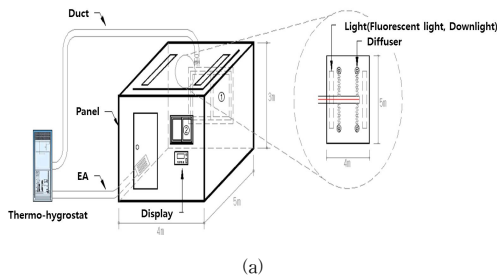 Duct
Light(Fluorescent light, Downlight)
Diffuser
①
Panel
3m
②
5m
4m
EA
5m
Thermo-hygrostat
Display
4m
(a)